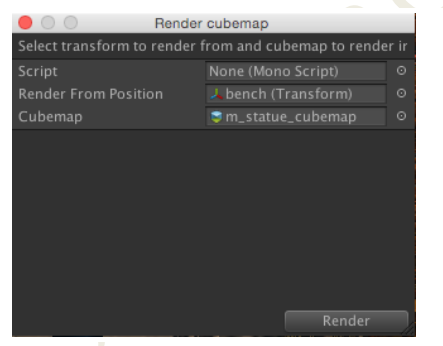 Render cubemap
Select transform to render from and cubemap to render ir
Script None (Mono Script)
Render From Position bench (Transform)
Cubemap m_statue_cubemap
Render